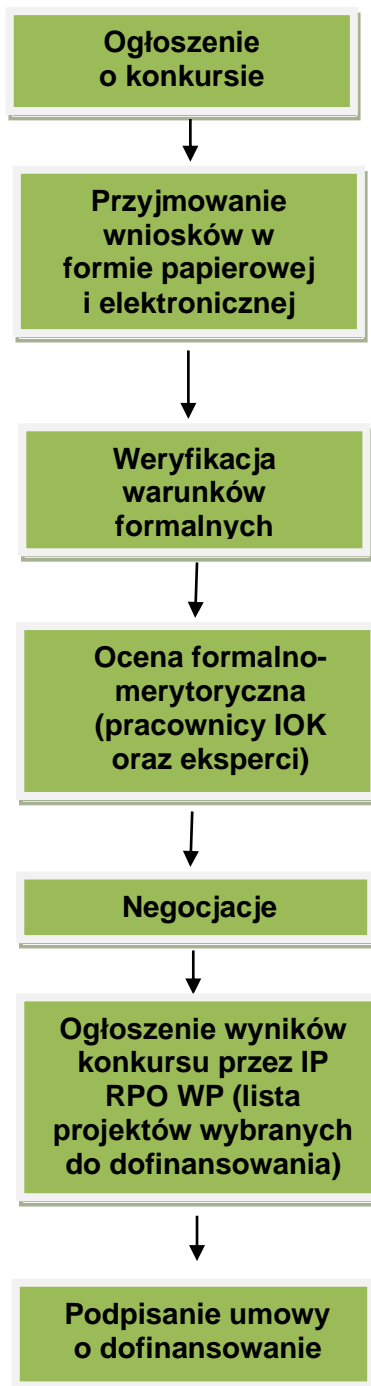 Ogłoszenie
o konkursie
Przyjmowanie
wniosków w
formie papierowej
i elektronicznej
Weryfikacja
warunków
formalnych
Ocena formalno-
merytoryczna
(pracownicy IOK
oraz eksperci)
Negocjacje
Ogłoszenie wyników
konkursu przez IP
RPO WP (lista
projektów wybranych
do dofinansowania)
Podpisanie umowy
o dofinansowanie